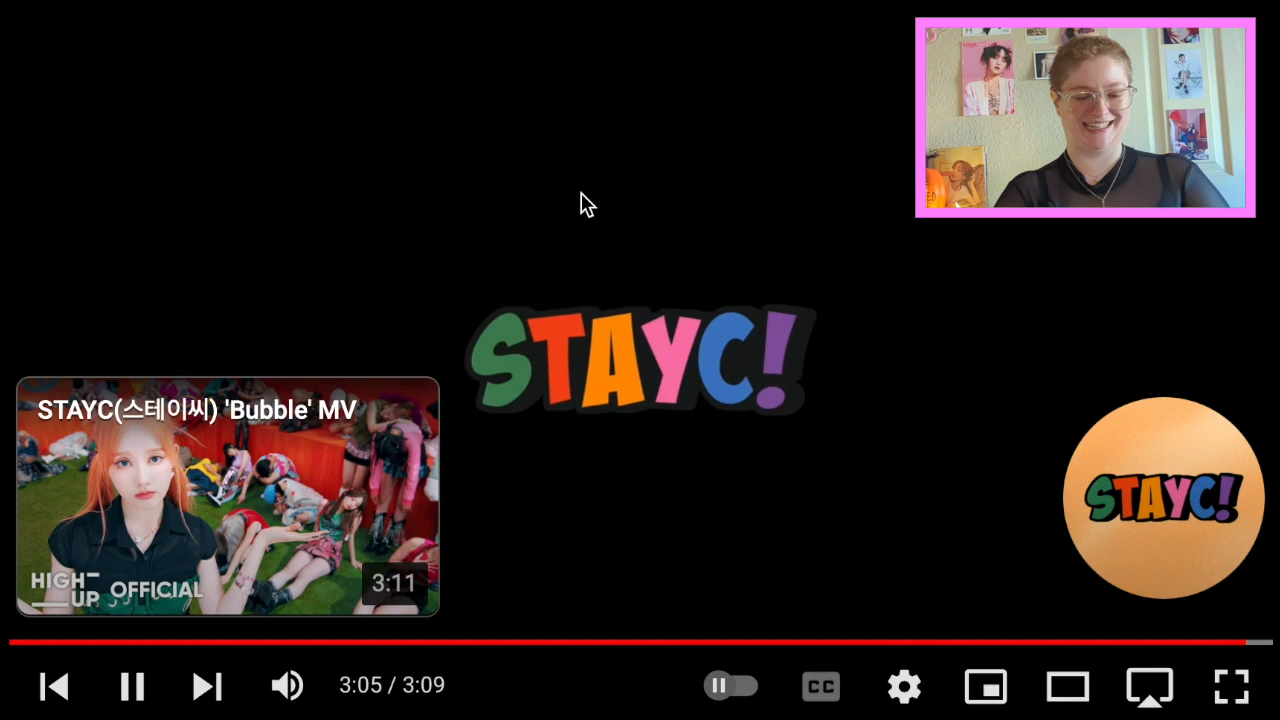 STAYC!
STAYC(스테이씨) 'Bubble' MV
HIGH
UP OFFICIAL
3:11
STAYC!
3:05 / 3:09
CC